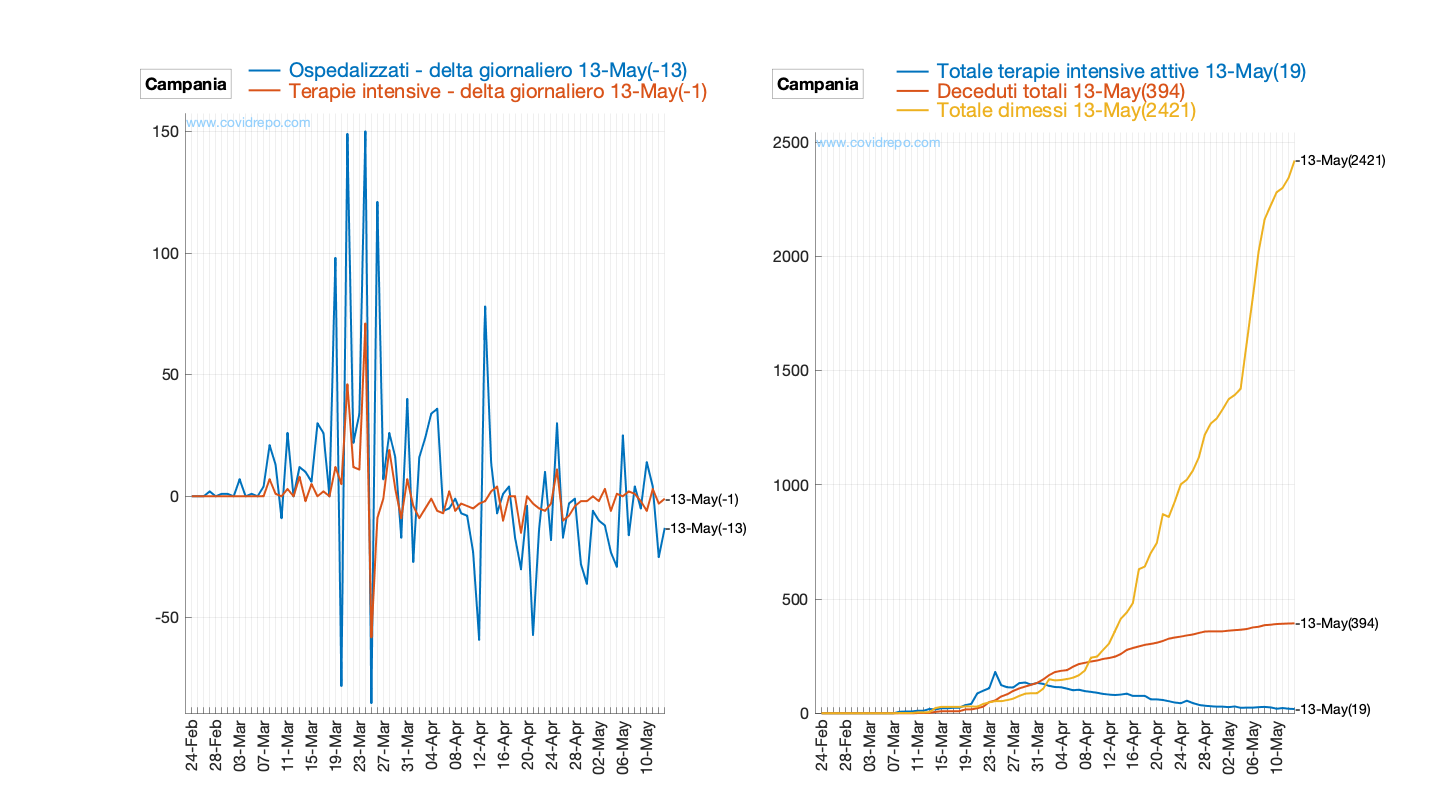 Campania
Ospedalizzati - delta giornaliero 13-May(-13)
Terapie intensive - delta giornaliero 13-May(-1)
www.covidrepo.com
150
100
50
0
-50
13-May(-1)
13-May(-13)
24-Feb
28-Feb
03-Mar
07-Mar
11-Mar
15-Mar
19-Mar
23-Mar
27-Mar
31-Mar
04-Apr
08-Apr
12-Apr
16-Apr
20-Apr
24-Apr
28-Apr
02-May
06-May
10-May
Campania
Totale terapie intensive attive 13-May(19)
Deceduti totali 13-May(394)
Totale dimessi 13-May(2421)
www.covidrepo.com
2500
2000
1500
1000
500
0
13-May(2421)
13-May(394)
13-May(19)
24-Feb
28-Feb
03-Mar
07-Mar
11-Mar
15-Mar
19-Mar
23-Mar
27-Mar
31-Mar
04-Apr
08-Apr
12-Apr
16-Apr
20-Apr
24-Apr
28-Apr
02-May
06-May
10-May